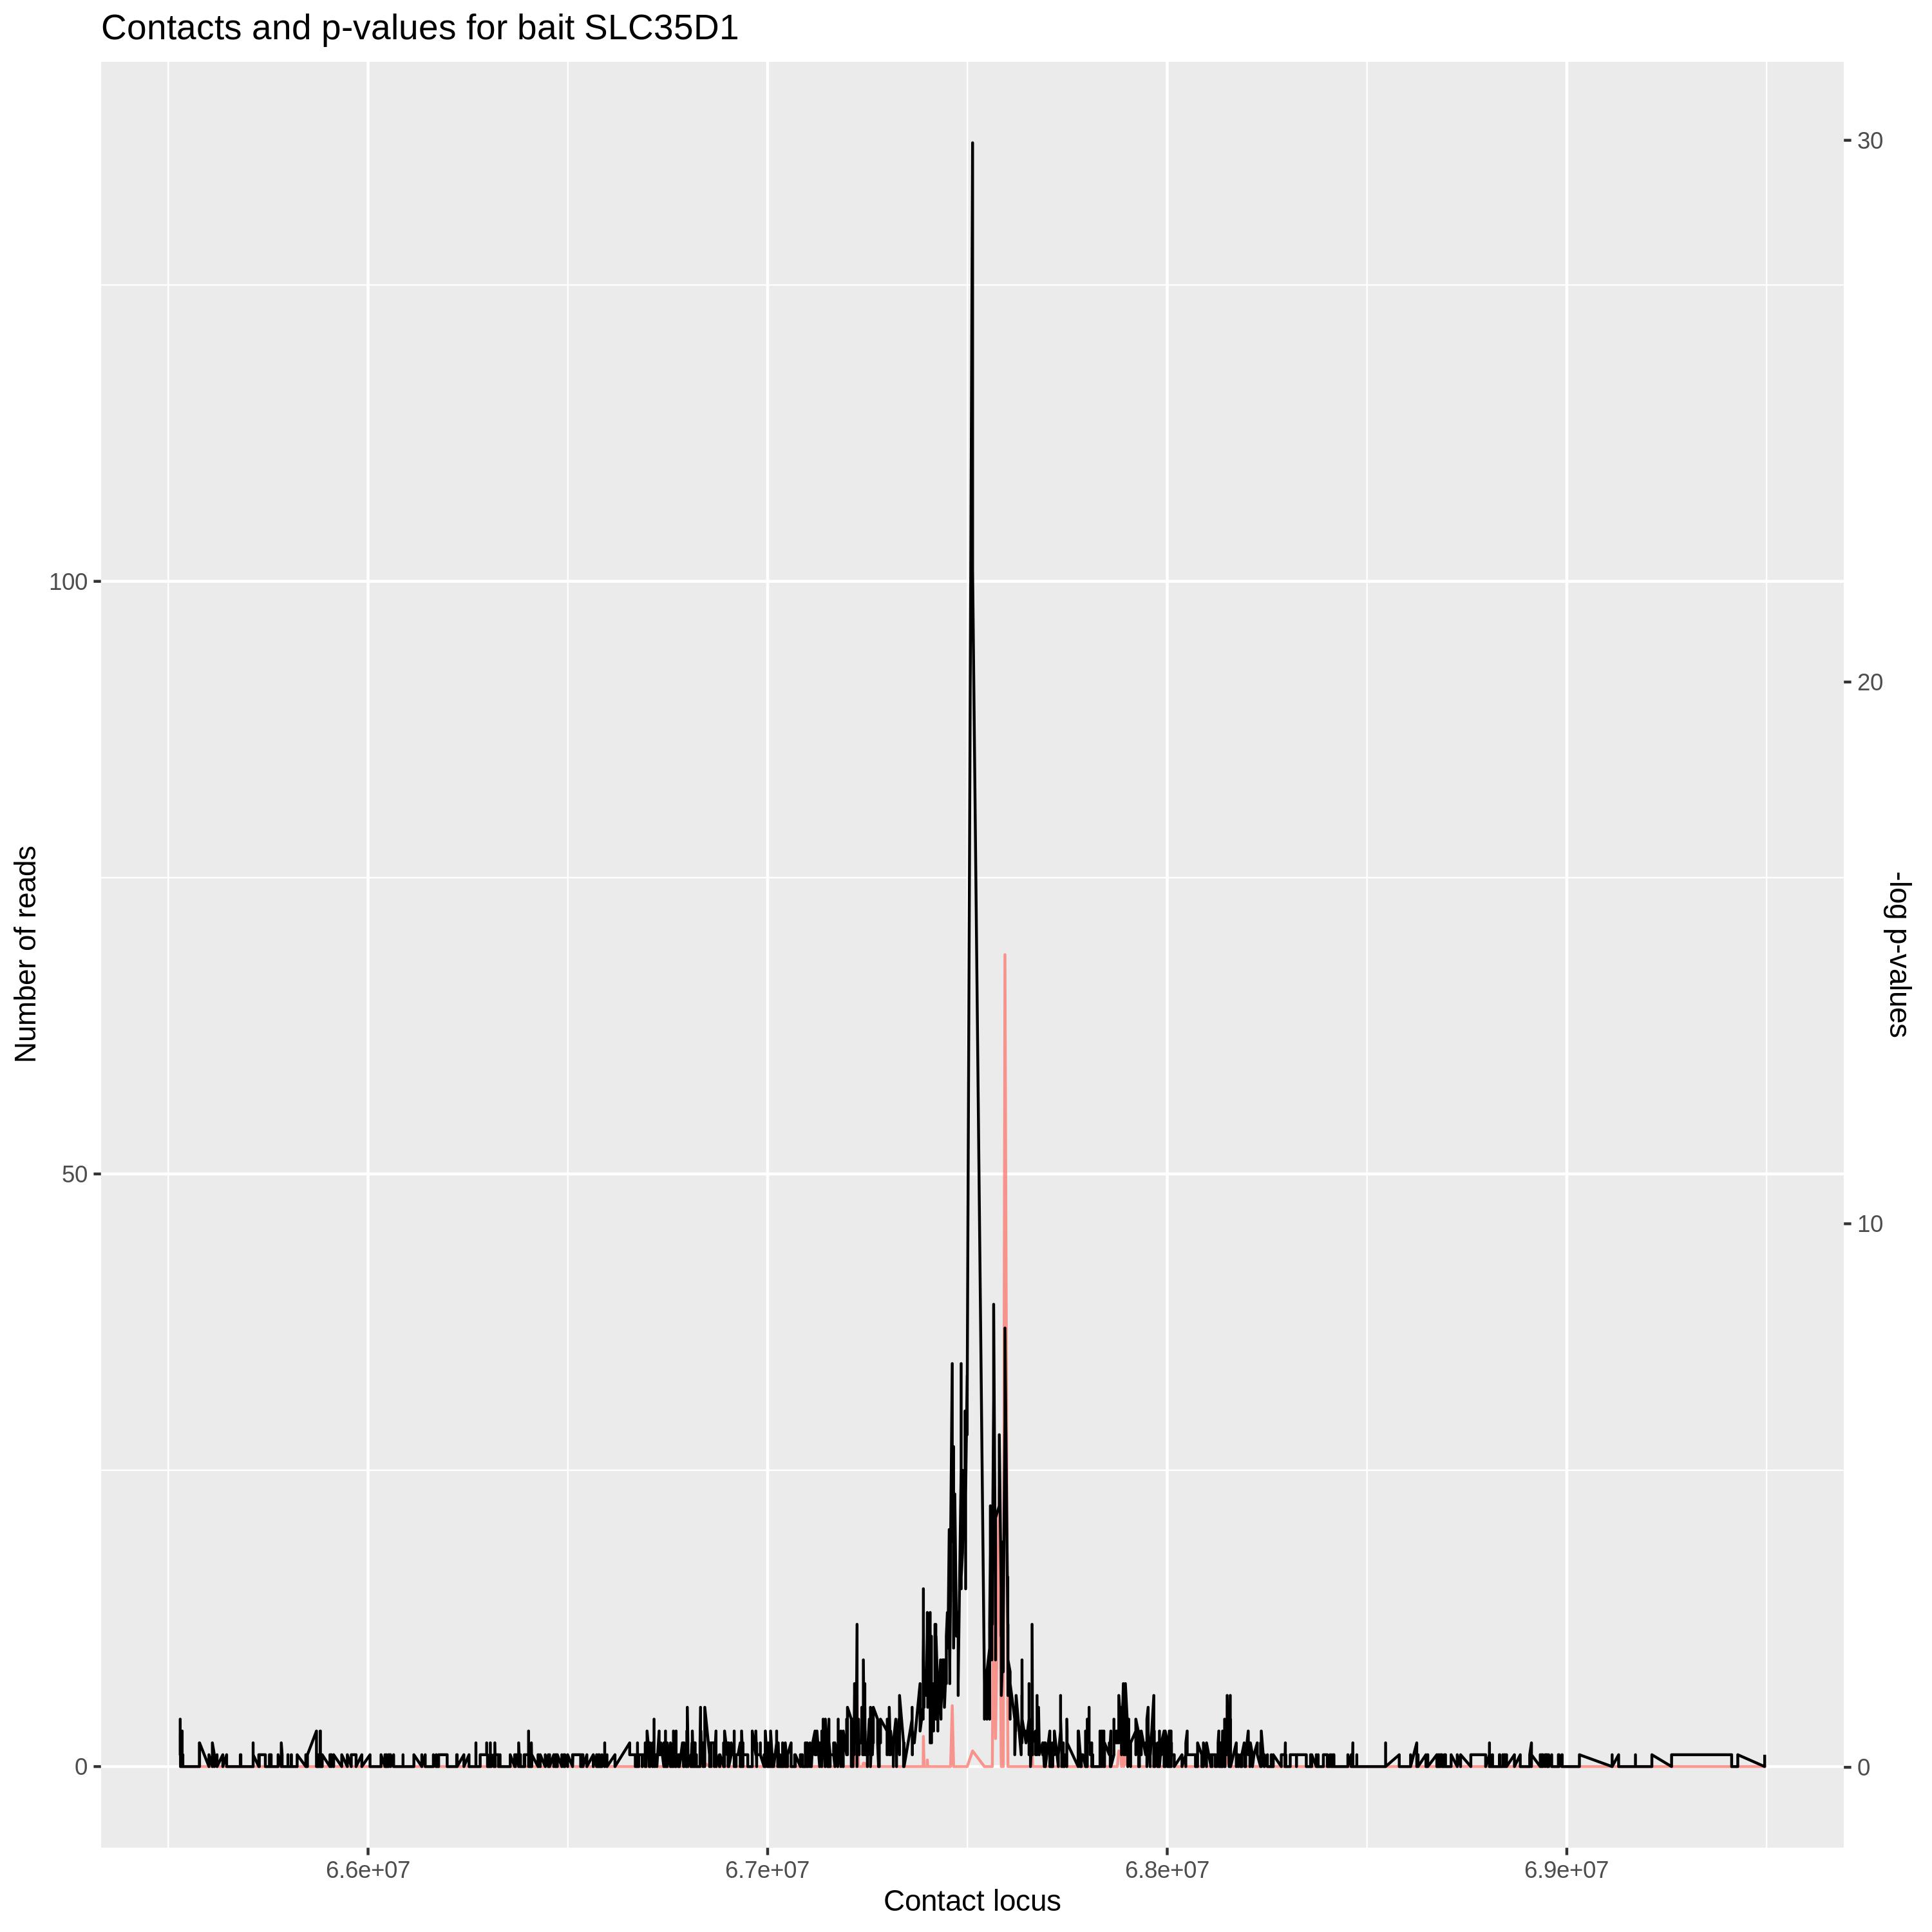 Contacts and p-values for bait SLC35D1
30
100
20
Number of reads
-log p-values
50
10
0
0
6.6e+07
6.7e+07
6.8e+07
6.9e+07
Contact locus